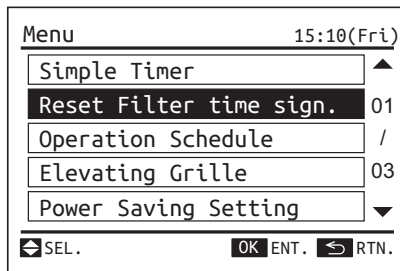 Menu 15:10(Fri)
Simple Timer
Reset Filter time sign. 01
Operation Schedule /
Elevating Grille 03
Power Saving Setting
SEL. OK ENT. RTN.